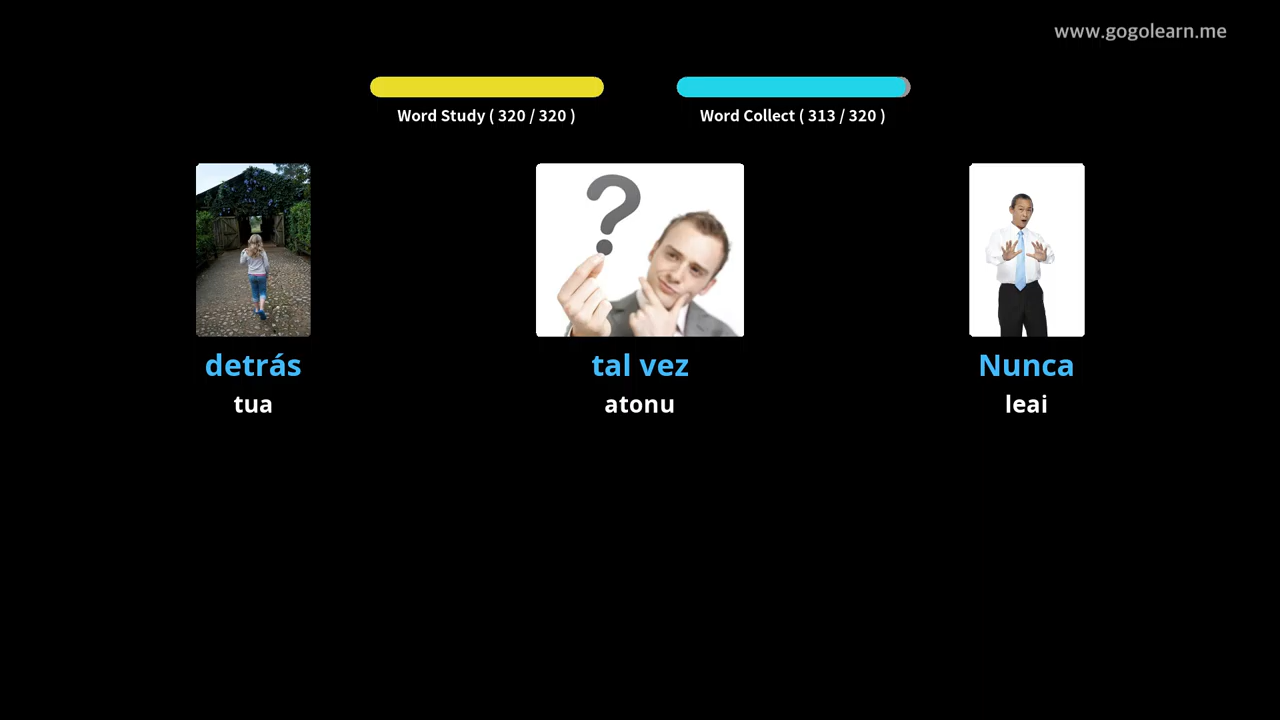 www.gogolearn.me
Word Study ( 320 / 320 )
Word Collect ( 313 / 320 )
detrás
tua
tal vez
atonu
Nunca
leai